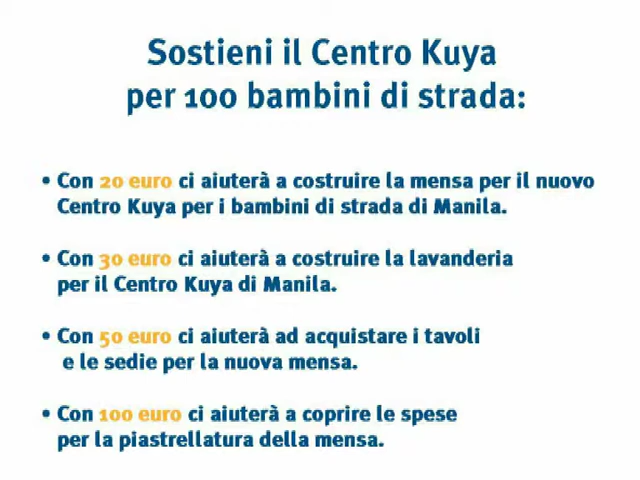 Sostieni il Centro Kuya
per 100 bambini di strada:
• Con 20 euro ci aiuterà a costruire la mensa per il nuovo
Centro Kuya per i bambini di strada di Manila.
• Con 30 euro ci aiuterà a costruire la lavanderia
per il Centro Kuya di Manila.
• Con 50 euro ci aiuterà ad acquistare i tavoli
e le sedie per la nuova mensa.
• Con 100 euro ci aiuterà a coprire le spese
per la piastrellatura della mensa.